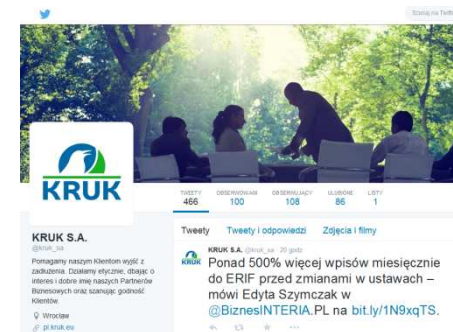 Szukaj na Twitt
KRUK
TWEETY OBSERWOWANI OBSERWUJĄCY ULUBIONE LISTY
466 100 108 86 1
Tweety Tweety i odpowiedzi Zdjęcia i filmy
KRUK S.A.
@kruk_sa
Pomagamy naszym Klientom wyjść z
zadłużenia. Działamy etycznie, dbając o
interes i dobre imię naszych Partnerów
Biznesowych oraz szanując godność
Klientów.
Wrocław
pl.kruk.eu
KRUK S.A. @kruk_sa · 20 godz.
Ponad 500% więcej wpisów miesięcznie
do ERIF przed zmianami w ustawach –
mówi Edyta Szymczak w
@BiznesINTERIA.PL na bit.ly/1N9xqTS.